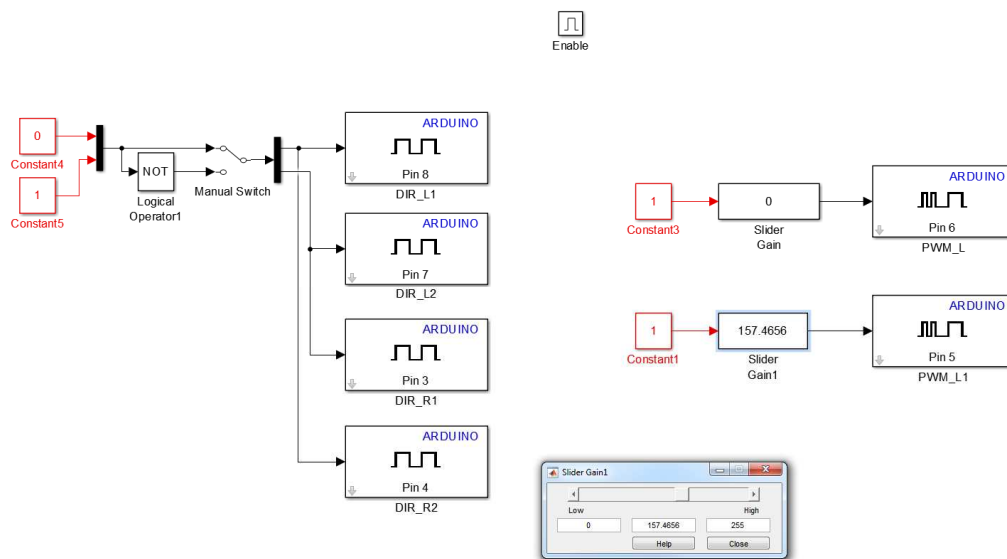 Enable
0
Constant4
1
Constant5
NOT
Logical
Operator1
Manual Switch
ARDUINO
Pin 8
DIR_L1
ARDUINO
Pin 7
DIR_L2
ARDUINO
Pin 3
DIR_R1
ARDUINO
Pin 4
DIR_R2
1
Constant3
0
Slider
Gain
ARDUINO
Pin 6
PWM_L
1
Constant1
157.4656
Slider
Gain1
ARDUINO
Pin 5
PWM_L1
Slider Gain1
Low High
0 157.4656 255
Help Close